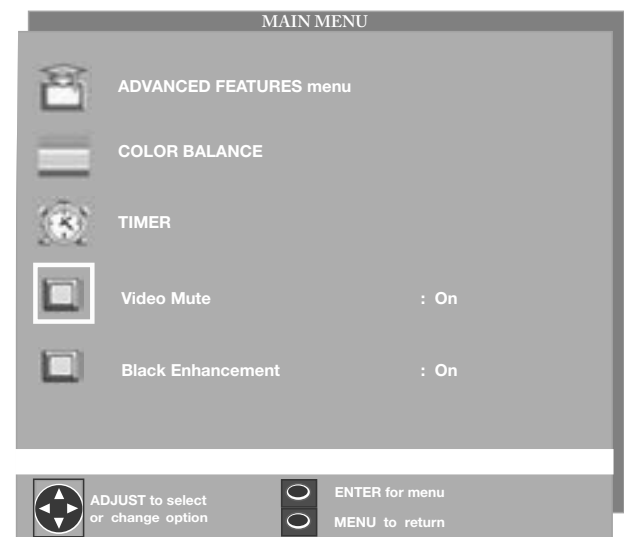 MAIN MENU
ADVANCED FEATURES menu
COLOR BALANCE
TIMER
Video Mute : On
Black Enhancement : On
ADJUST to select
or change option
ENTER for menu
MENU to return